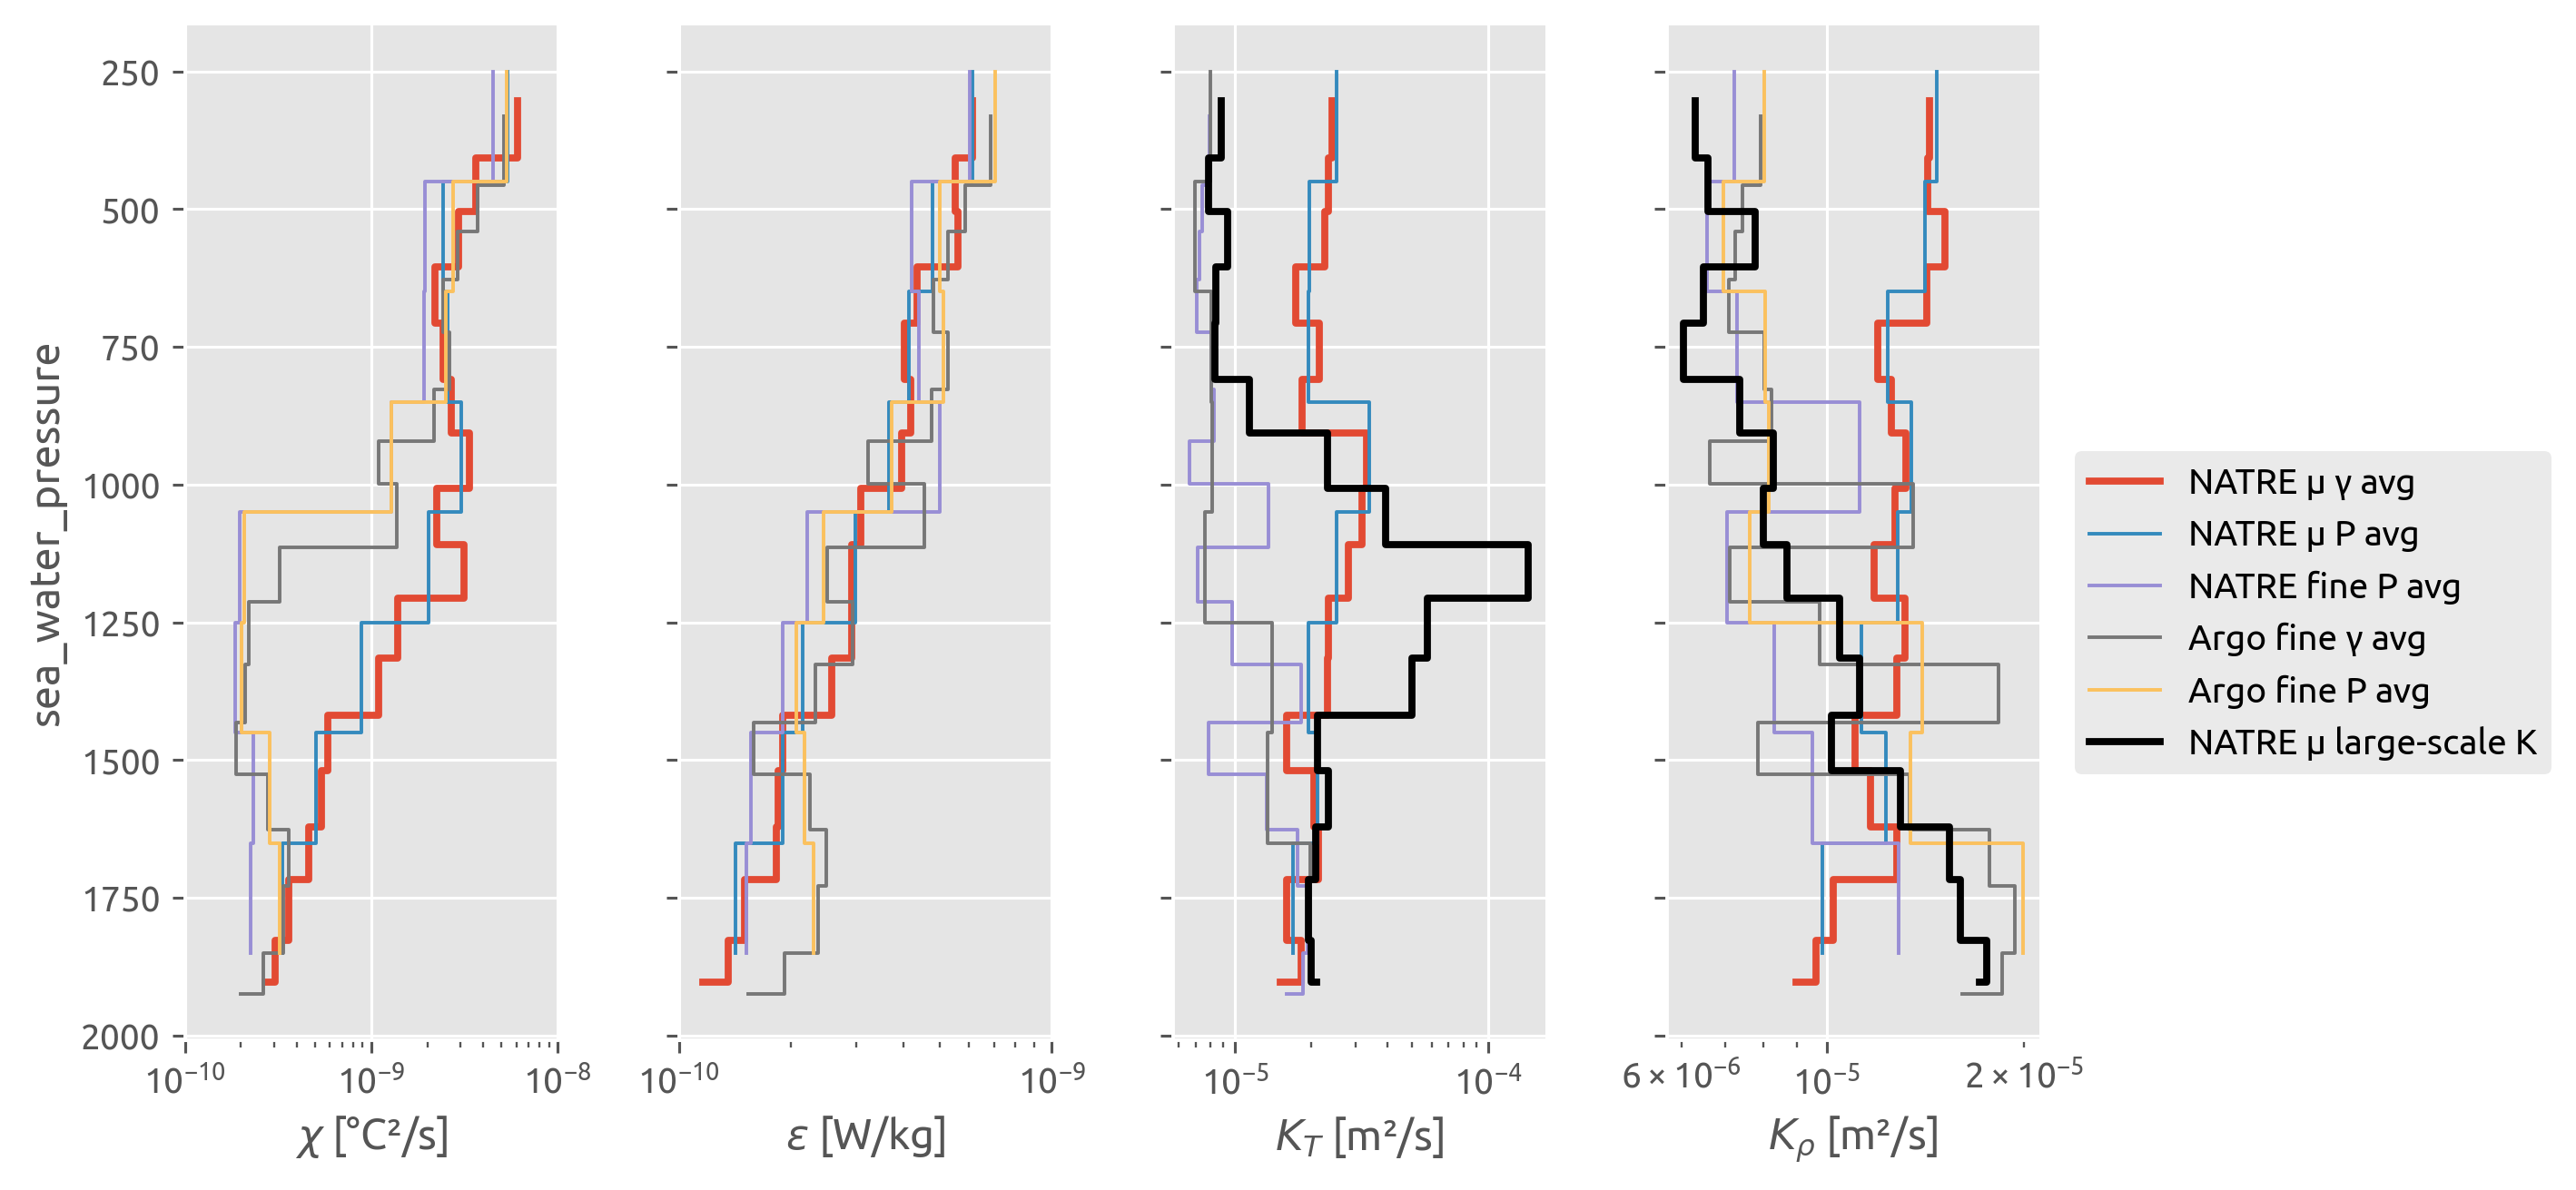 250
500
750
1000
1250
1500
1750
2000
sea_water_pressure
10⁻¹⁰ 10⁻⁹ 10⁻⁸
χ [°C²/s]
10⁻¹⁰ 10⁻⁹
ε [W/kg]
10⁻⁵ 10⁻⁴
K_T [m²/s]
6 × 10⁻⁶ 10⁻⁵ 2 × 10⁻⁵
K_ρ [m²/s]
NATRE μ γ avg
NATRE μ P avg
NATRE fine P avg
Argo fine γ avg
Argo fine P avg
NATRE μ large-scale K